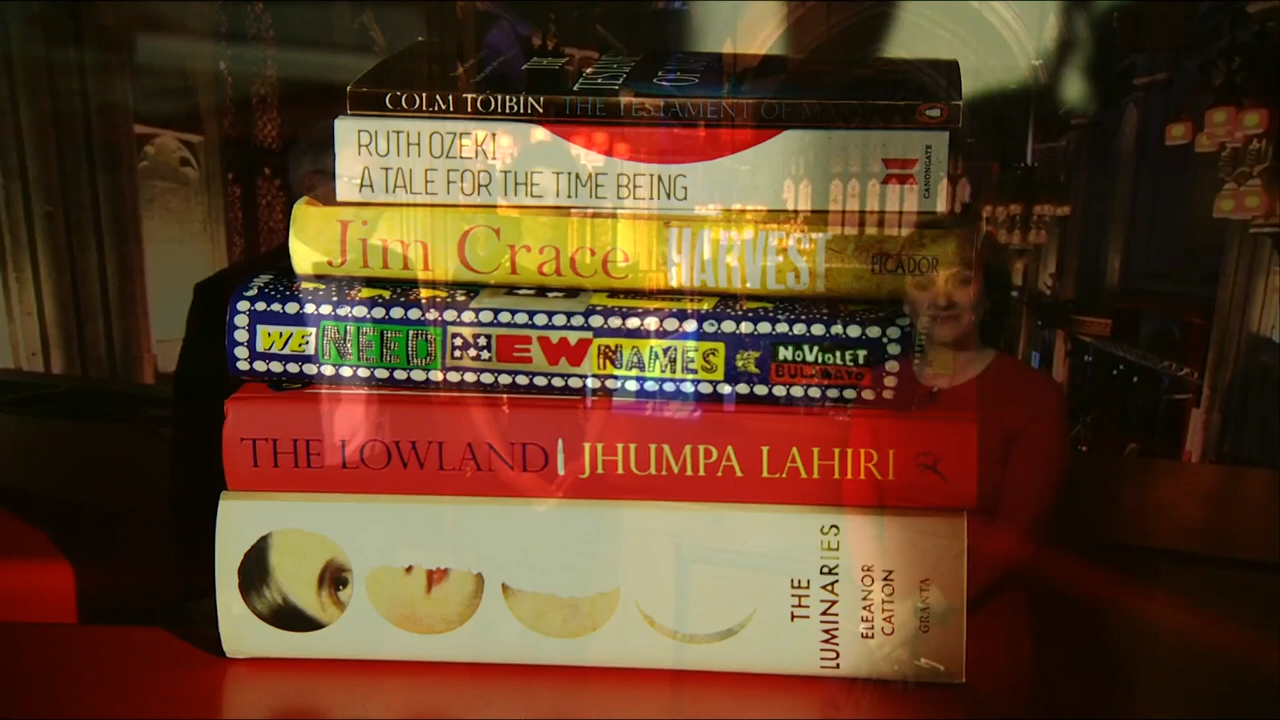 COLM TÓIBÍN THE TESTAMENT OF
RUTH OZEKI
A TALE FOR THE TIME BEING
CANONGATE
Jim Crace HARVEST PICADOR
WE NEED NEW NAMES NOVIOLET
BULAWAYO
THE LOWLAND JHUMPA LAHIRI
THE
LUMINARIES
ELEANOR
CATTON
GRANTA